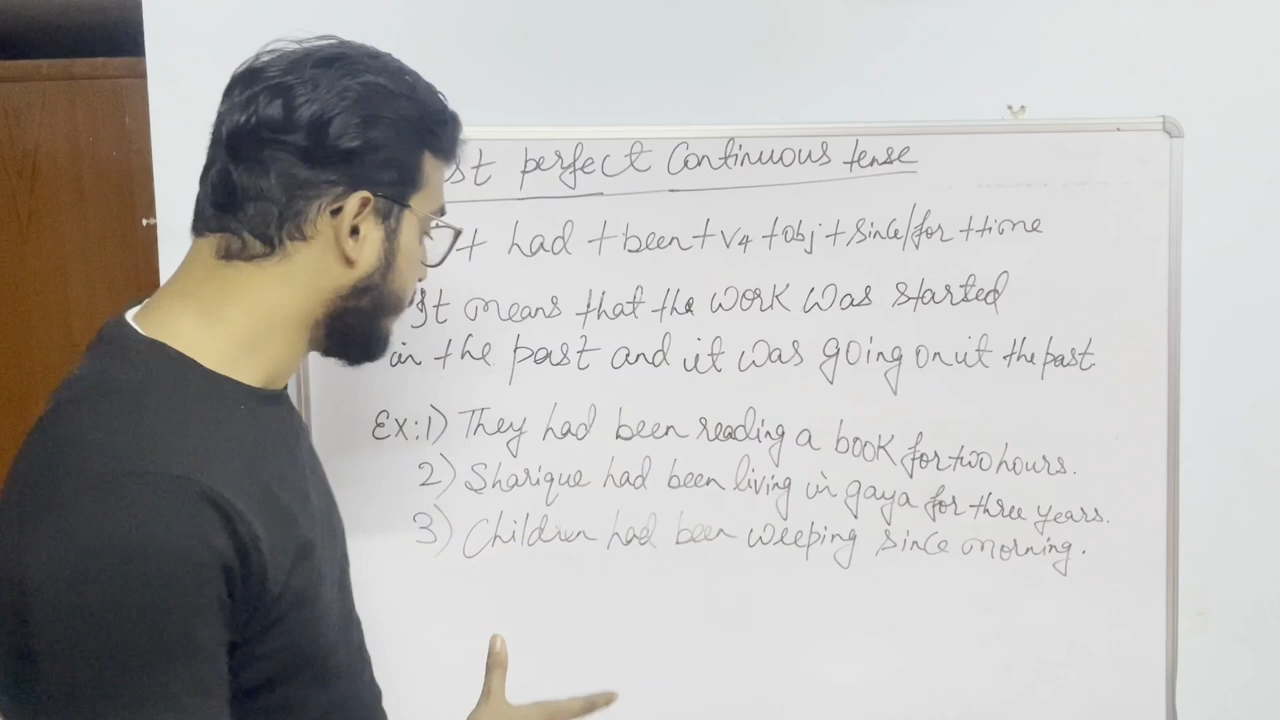 st perfect Continuous tense
+ had + been + V4 + obj + since/for + time
It means that the work was started
in the past and it was going on it the past.
Ex: 1) They had been reading a book for two hours.
2) Sharique had been living in gaya for three years.
3) Children had been weeping since morning.